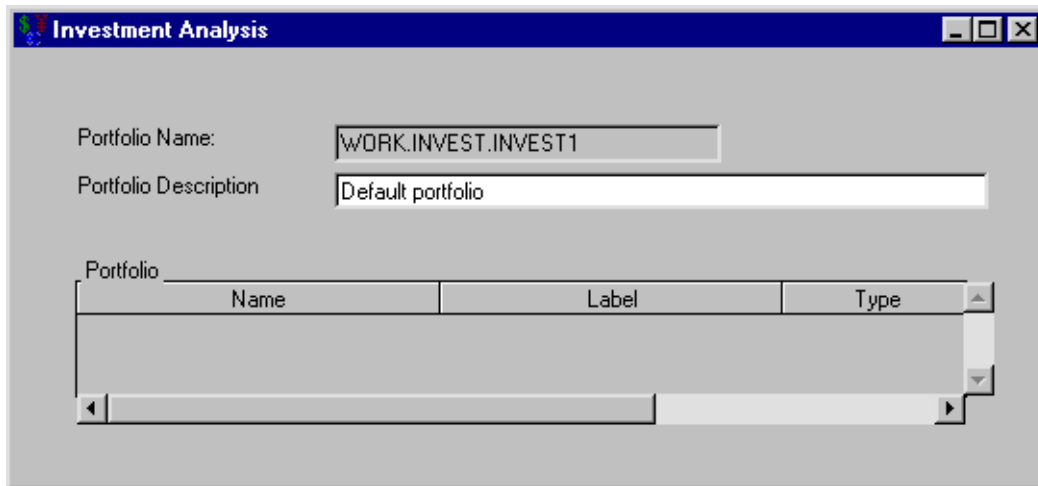 Investment Analysis
Portfolio Name: WORK.INVEST.INVEST1
Portfolio Description Default portfolio
Portfolio
Name Label Type